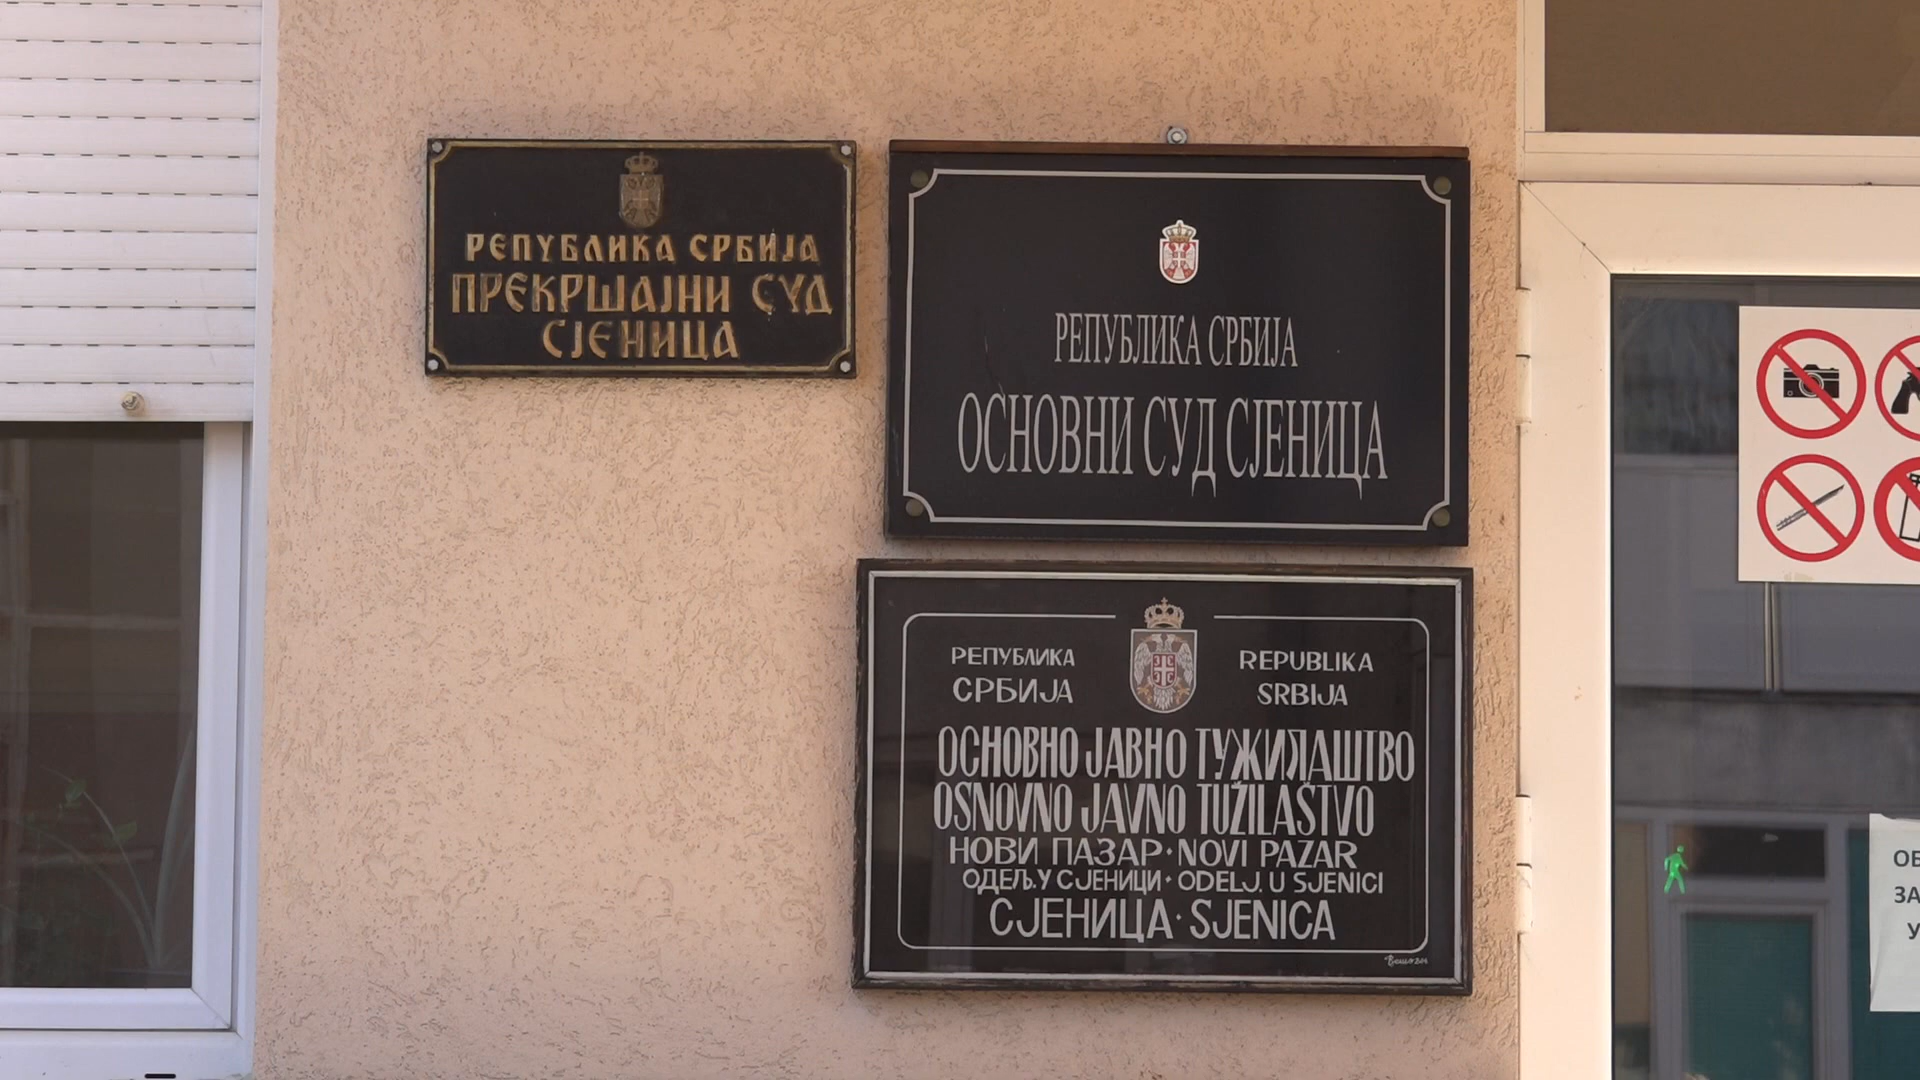 РЕПУБЛИКА СРБИЈА
ПРЕКРШАЈНИ СУД
СЈЕНИЦА
РЕПУБЛИКА СРБИЈА
ОСНОВНИ СУД СЈЕНИЦА
РЕПУБЛИКА СРБИЈА
REPUBLIKA SRBIJA
ОСНОВНО ЈАВНО ТУЖИЛАШТВО
OSNOVNO JAVNO TUŽILAŠTVO
НОВИ ПАЗАР · NOVI PAZAR
ОДЕЉ. У СЈЕНИЦИ · ODELJ. U SJENICI
СЈЕНИЦА · SJENICA
ЗА